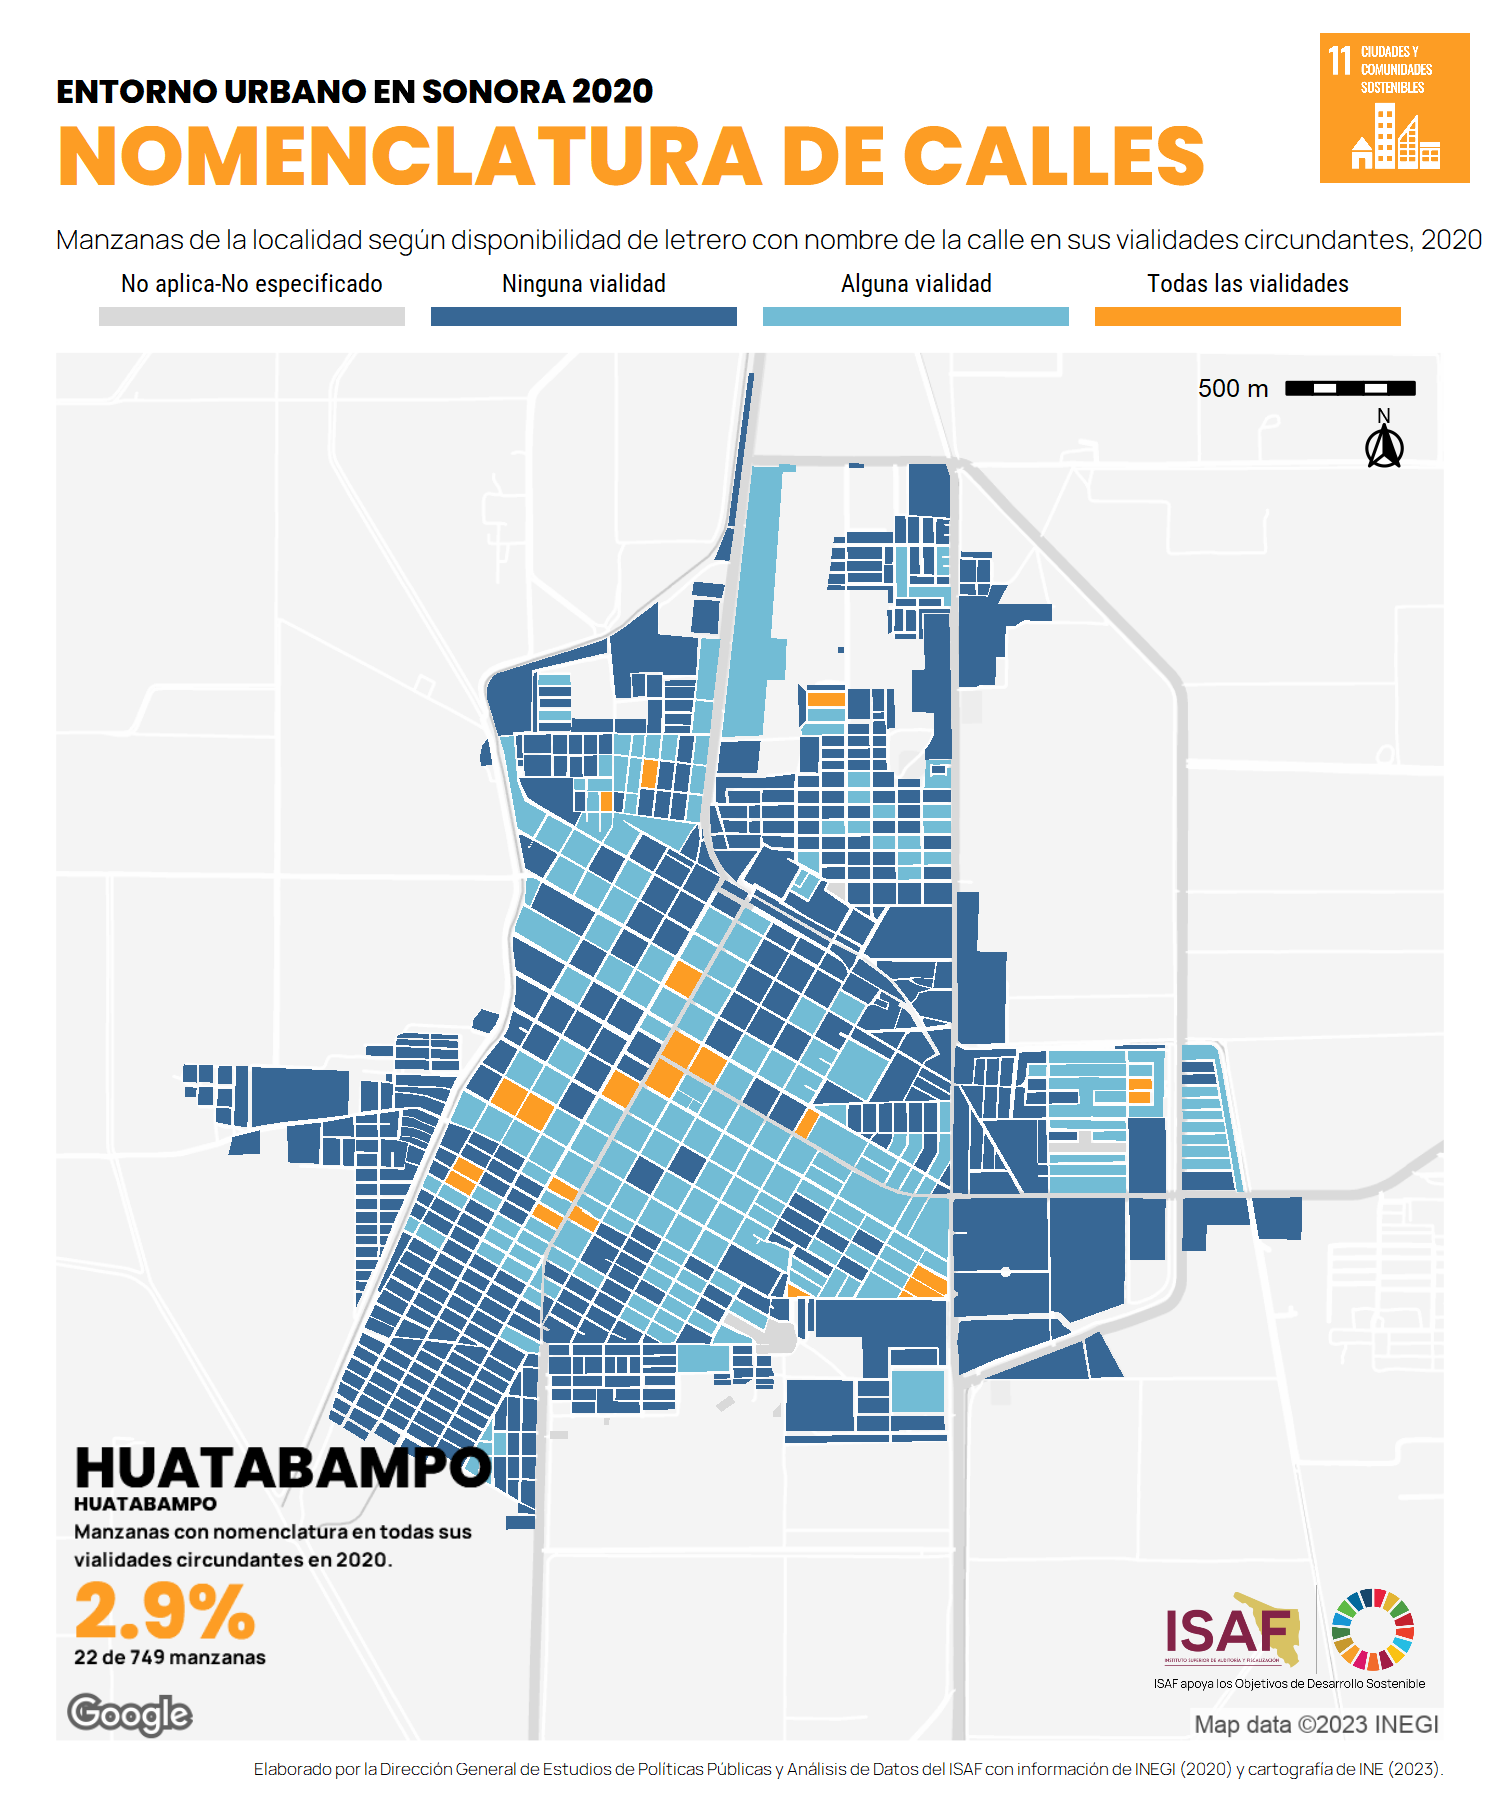 11 CIUDADES Y
COMUNIDADES
SOSTENIBLES
ENTORNO URBANO EN SONORA 2020
NOMENCLATURA DE CALLES
Manzanas de la localidad según disponibilidad de letrero con nombre de la calle en sus vialidades circundantes, 2020
No aplica-No especificado Ninguna vialidad Alguna vialidad Todas las vialidades
500 m
N
HUATABAMPO
HUATABAMPO
Manzanas con nomenclatura en todas sus
vialidades circundantes en 2020.
2.9%
22 de 749 manzanas
Google
ISAF
INSTITUTO SUPERIOR DE AUDITORÍA Y FISCALIZACIÓN
ISAF apoya los Objetivos de Desarrollo Sostenible
Map data ©2023 INEGI
Elaborado por la Dirección General de Estudios de Políticas Públicas y Análisis de Datos del ISAF con información de INEGI (2020) y cartografía de INE (2023).